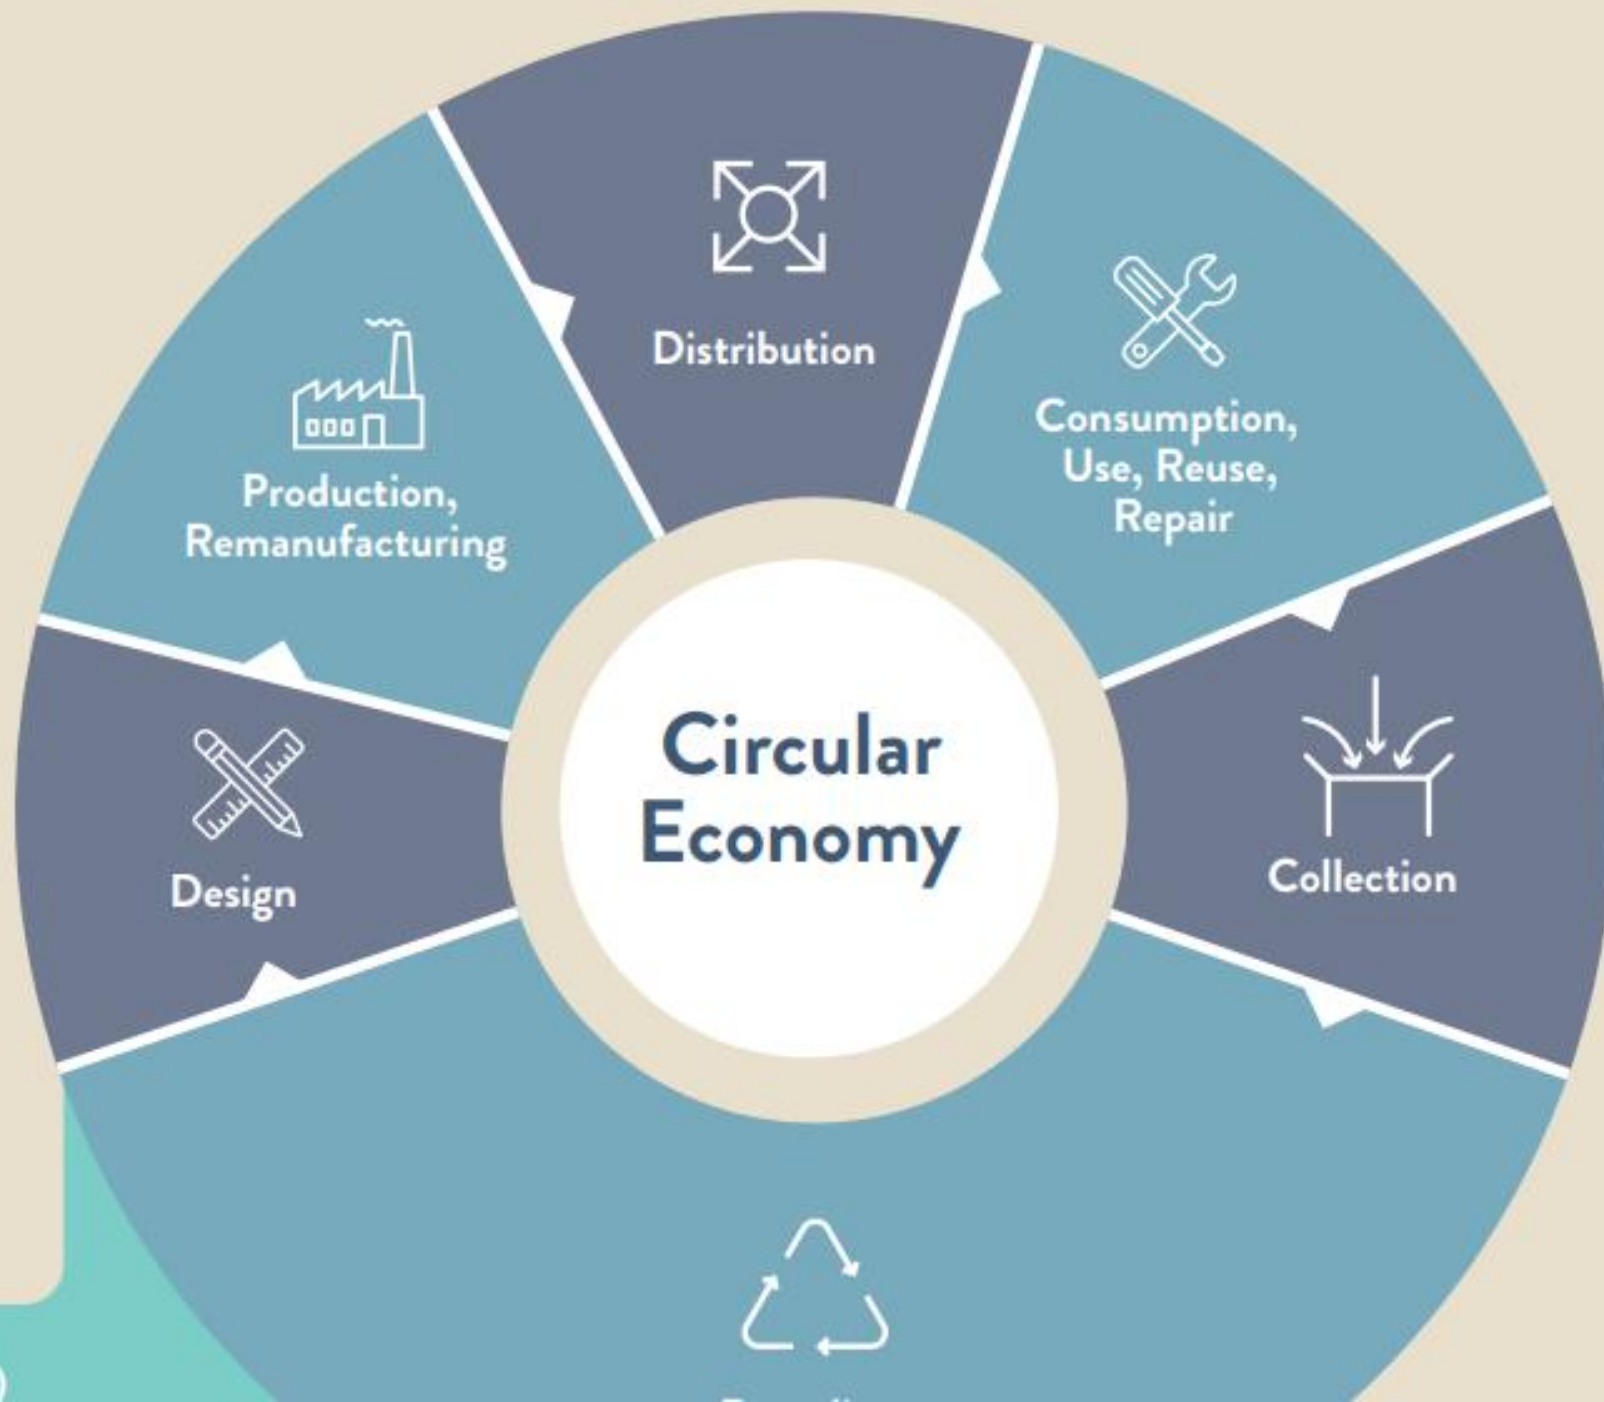 Distribution
Consumption,
Use, Reuse,
Repair
Production,
Remanufacturing
Circular
Economy
Collection
Design